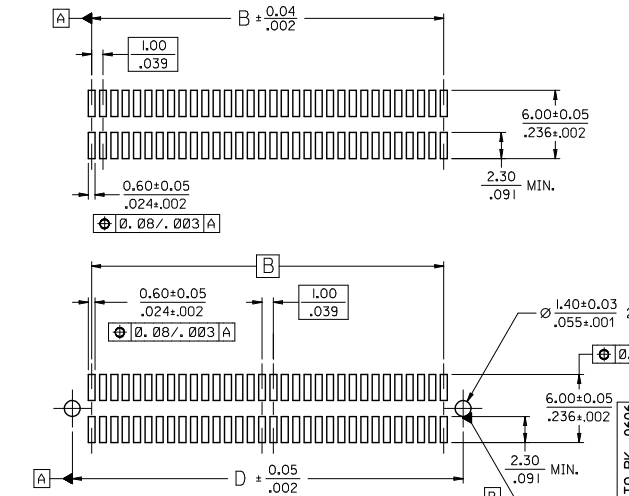 A B ±0.04/.002
1.00
.039
6.00±0.05
.236±.002
2.30
.091 MIN.
0.60±0.05
.024±.002
⌖ Ø.08/.003 A
B
0.60±0.05
.024±.002
1.00
.039
⌖ Ø.08/.003 A
Ø 1.40±0.03
.055±.001
6.00±0.05
.236±.002
2.30
.091 MIN.
A D ±0.05/.002
B